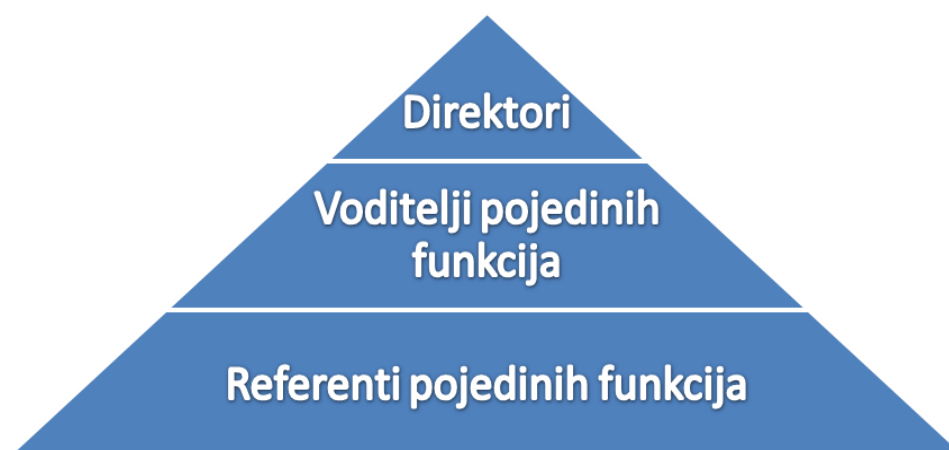 Direktori
Voditelji pojedinih
funkcija
Referenti pojedinih funkcija